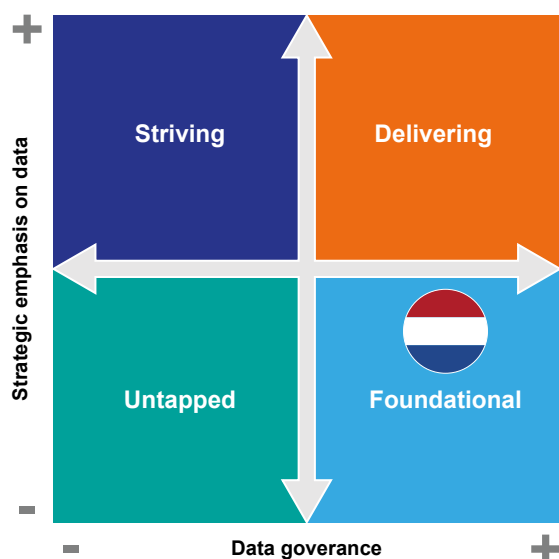 +
Strategic emphasis on data
Striving
Delivering
Untapped
Foundational
-
-
Data goverance
+